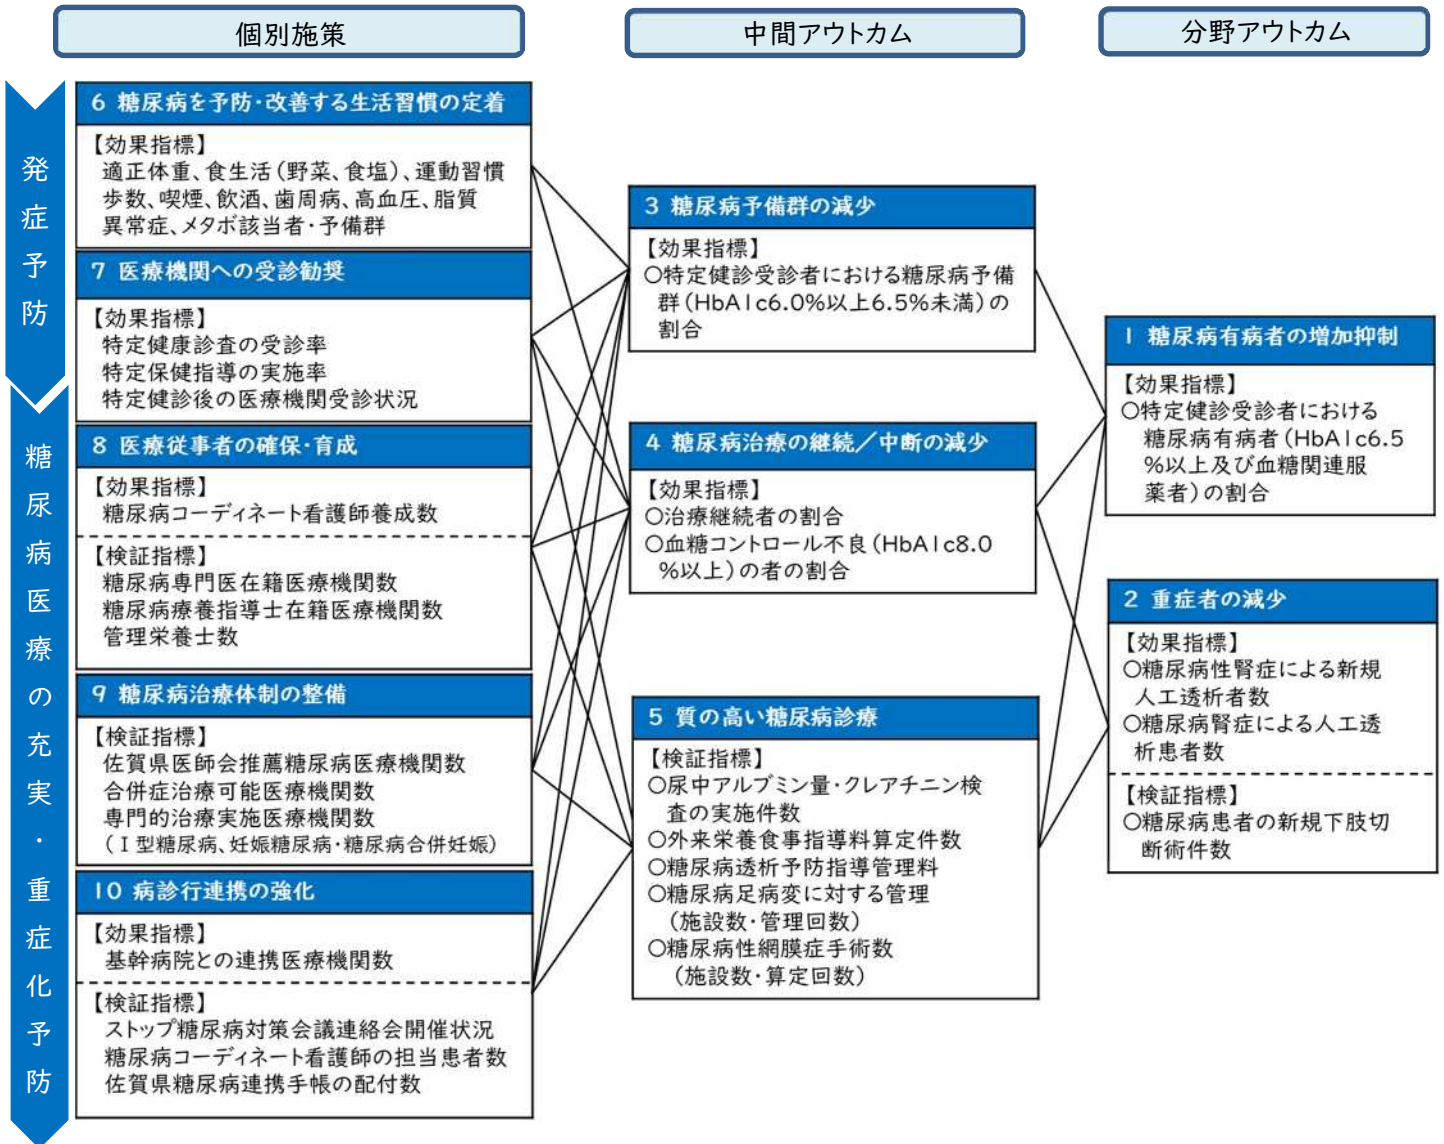 個別施策
中間アウトカム
分野アウトカム
発症予防
糖尿病医療の充実・重症化予防
6 糖尿病を予防・改善する生活習慣の定着
【効果指標】
適正体重、食生活(野菜、食塩)、運動習慣
歩数、喫煙、飲酒、歯周病、高血圧、脂質
異常症、メタボ該当者・予備群
7 医療機関への受診勧奨
【効果指標】
特定健康診査の受診率
特定保健指導の実施率
特定健診後の医療機関受診状況
8 医療従事者の確保・育成
【効果指標】
糖尿病コーディネート看護師養成数
【検証指標】
糖尿病専門医在籍医療機関数
糖尿病療養指導士在籍医療機関数
管理栄養士数
9 糖尿病治療体制の整備
【検証指標】
佐賀県医師会推薦糖尿病医療機関数
合併症治療可能医療機関数
専門的治療実施医療機関数
(Ⅰ型糖尿病、妊娠糖尿病・糖尿病合併妊娠)
10 病診行連携の強化
【効果指標】
基幹病院との連携医療機関数
【検証指標】
ストップ糖尿病対策会議連絡会開催状況
糖尿病コーディネート看護師の担当患者数
佐賀県糖尿病連携手帳の配付数
3 糖尿病予備群の減少
【効果指標】
○特定健診受診者における糖尿病予備
群(HbA1c6.0%以上6.5%未満)の
割合
4 糖尿病治療の継続/中断の減少
【効果指標】
○治療継続者の割合
○血糖コントロール不良(HbA1c8.0
%以上)の者の割合
5 質の高い糖尿病診療
【検証指標】
○尿中アルブミン量・クレアチニン検
査の実施件数
○外来栄養食事指導料算定件数
○糖尿病透析予防指導管理料
○糖尿病足病変に対する管理
(施設数・管理回数)
○糖尿病性網膜症手術数
(施設数・算定回数)
1 糖尿病有病者の増加抑制
【効果指標】
○特定健診受診者における
糖尿病有病者(HbA1c6.5
%以上及び血糖関連服
薬者)の割合
2 重症者の減少
【効果指標】
○糖尿病性腎症による新規
人工透析者数
○糖尿病腎症による人工透
析患者数
【検証指標】
○糖尿病患者の新規下肢切
断術件数